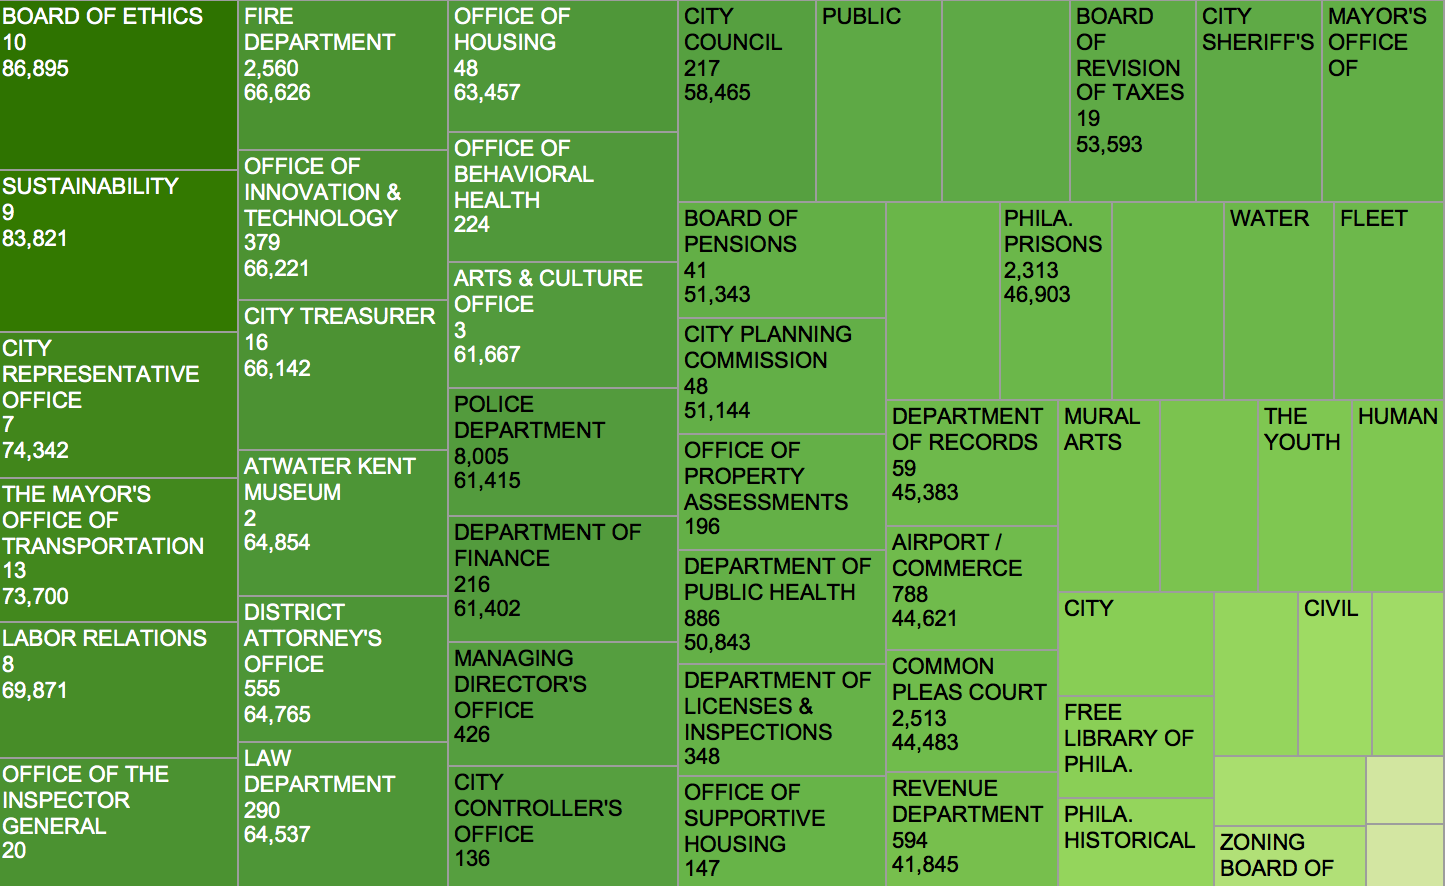 BOARD OF ETHICS
10
86,895
SUSTAINABILITY
9
83,821
CITY
REPRESENTATIVE
OFFICE
7
74,342
THE MAYOR'S
OFFICE OF
TRANSPORTATION
13
73,700
LABOR RELATIONS
8
69,871
OFFICE OF THE
INSPECTOR
GENERAL
20
FIRE
DEPARTMENT
2,560
66,626
OFFICE OF
INNOVATION &
TECHNOLOGY
379
66,221
CITY TREASURER
16
66,142
ATWATER KENT
MUSEUM
2
64,854
DISTRICT
ATTORNEY'S
OFFICE
555
64,765
LAW
DEPARTMENT
290
64,537
OFFICE OF
HOUSING
48
63,457
OFFICE OF
BEHAVIORAL
HEALTH
224
ARTS & CULTURE
OFFICE
3
61,667
POLICE
DEPARTMENT
8,005
61,415
DEPARTMENT OF
FINANCE
216
61,402
MANAGING
DIRECTOR'S
OFFICE
426
CITY
CONTROLLER'S
OFFICE
136
CITY
COUNCIL
217
58,465
PUBLIC
BOARD
OF
REVISION
OF TAXES
19
53,593
CITY
SHERIFF'S
MAYOR'S
OFFICE
OF
BOARD OF
PENSIONS
41
51,343
CITY PLANNING
COMMISSION
48
51,144
OFFICE OF
PROPERTY
ASSESSMENTS
196
DEPARTMENT OF
PUBLIC HEALTH
886
50,843
DEPARTMENT OF
LICENSES &
INSPECTIONS
348
OFFICE OF
SUPPORTIVE
HOUSING
147
PHILA.
PRISONS
2,313
46,903
WATER
FLEET
DEPARTMENT
OF RECORDS
59
45,383
AIRPORT /
COMMERCE
788
44,621
COMMON
PLEAS COURT
2,513
44,483
REVENUE
DEPARTMENT
594
41,845
MURAL
ARTS
THE
YOUTH
HUMAN
CITY
FREE
LIBRARY OF
PHILA.
PHILA.
HISTORICAL
CIVIL
ZONING
BOARD OF